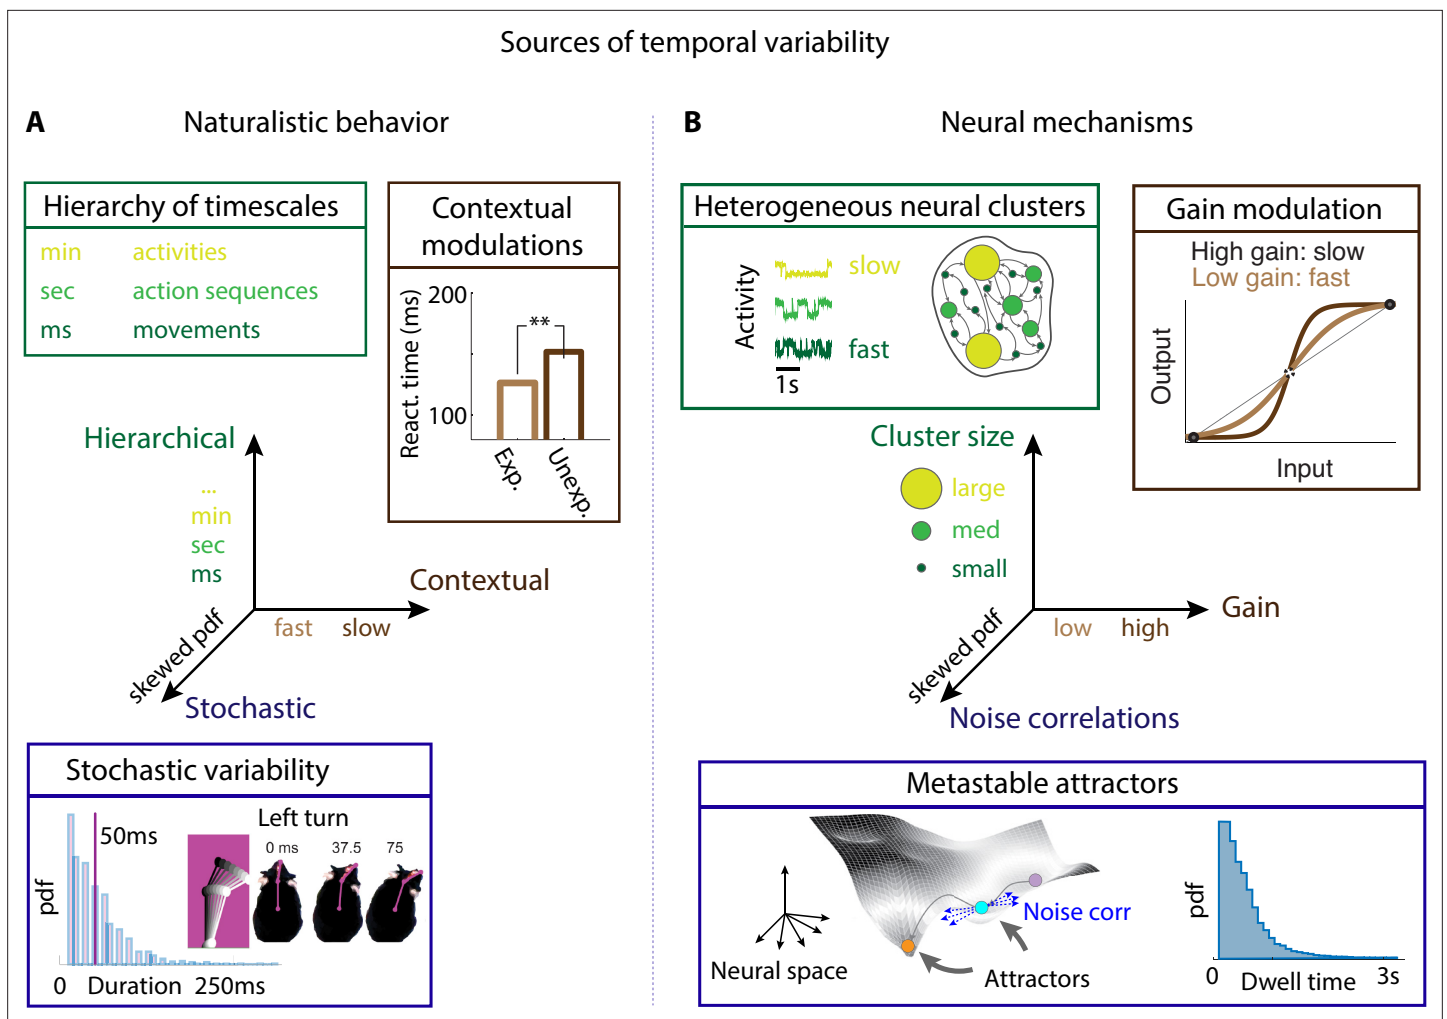 Sources of temporal variability
A
Naturalistic behavior
Hierarchy of timescales
min activities
sec action sequences
ms movements
Contextual
modulations
React. time (ms)
200
100
**
Exp.
Unexp.
Hierarchical
...
min
sec
ms
Contextual
fast slow
skewed pdf
Stochastic
Stochastic variability
pdf
50ms
Left turn
0 ms 37.5 75
0 Duration 250ms
B
Neural mechanisms
Heterogeneous neural clusters
Activity
slow
fast
1s
Gain modulation
High gain: slow
Low gain: fast
Output
Input
Cluster size
large
med
small
Gain
low high
skewed pdf
Noise correlations
Metastable attractors
Neural space
Noise corr
Attractors
pdf
0 Dwell time 3s